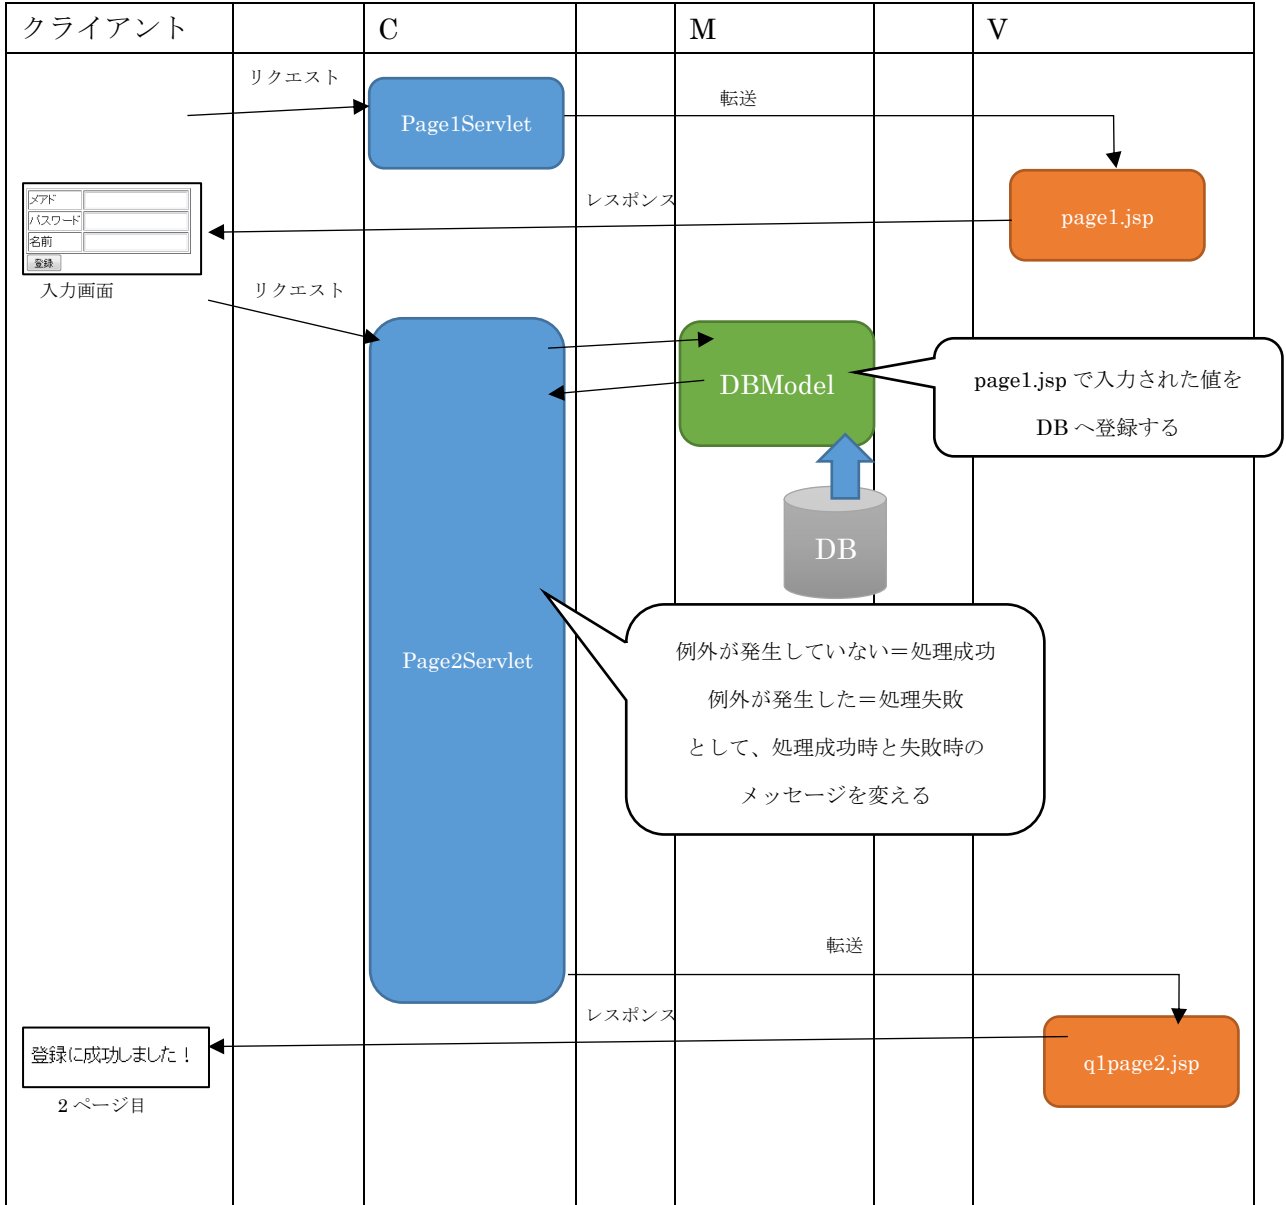 クライアント
C
M
V
リクエスト
Page1Servlet
転送
メアド
パスワード
名前
登録
レスポンス
page1.jsp
入力画面
リクエスト
DBModel
page1.jsp で入力された値を
DB へ登録する
DB
Page2Servlet
例外が発生していない＝処理成功
例外が発生した＝処理失敗
として、処理成功時と失敗時の
メッセージを変える
転送
レスポンス
登録に成功しました！
q1page2.jsp
2 ページ目